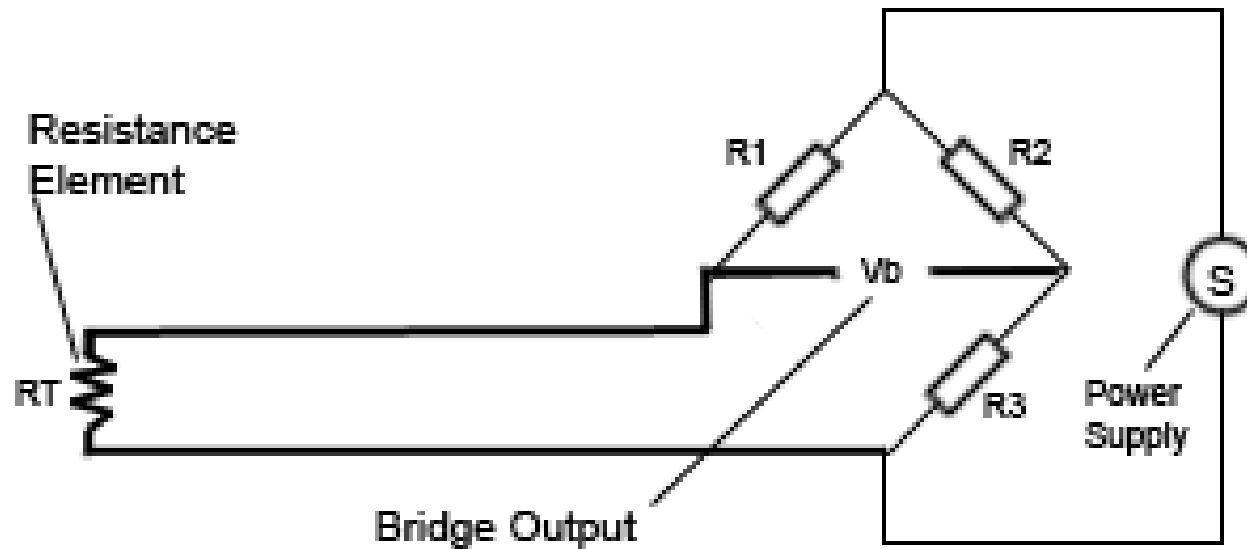 Resistance
Element
R1
R2
Vb
S
RT
R3
Power
Supply
Bridge Output